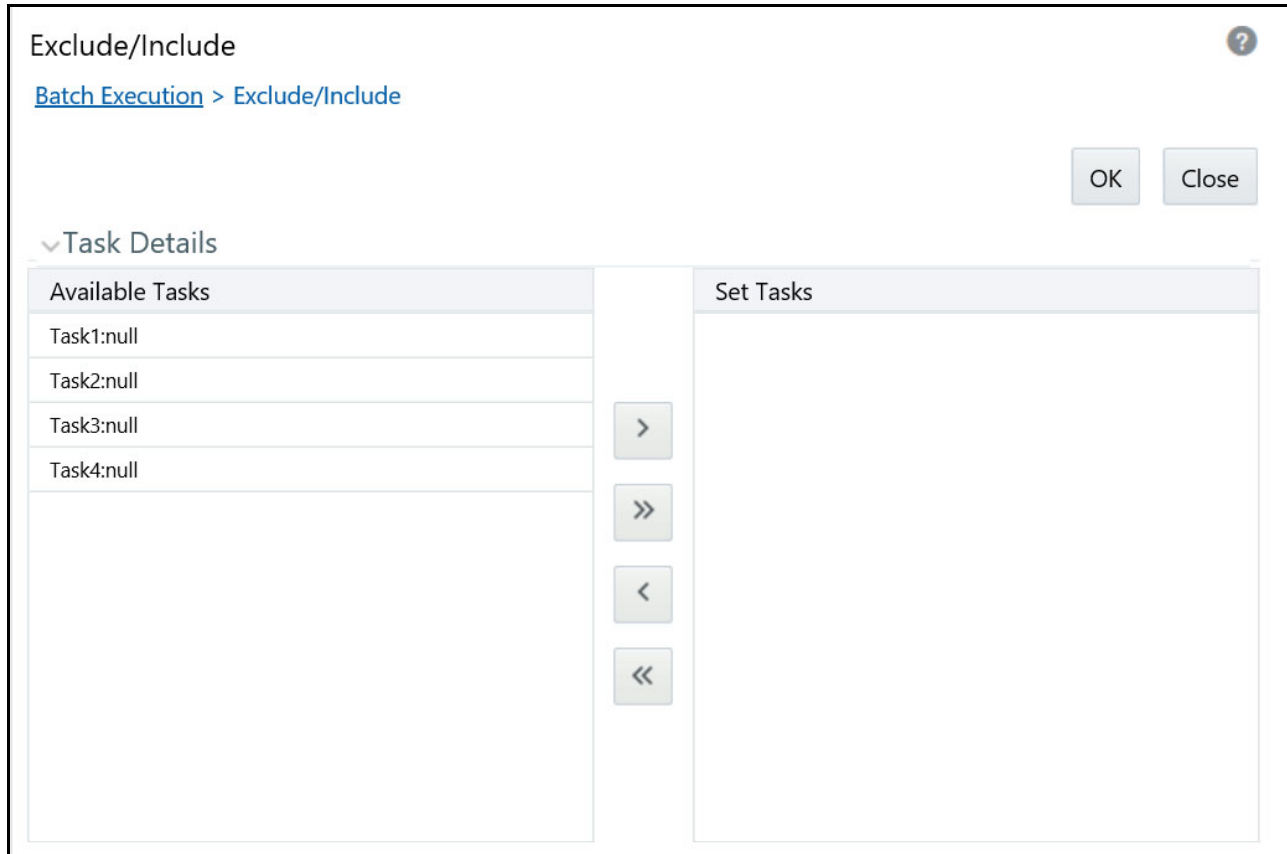 Exclude/Include
?
Batch Execution > Exclude/Include
OK
Close
Task Details
Available Tasks
Task1:null
Task2:null
Task3:null
Task4:null
>
»
<
«
Set Tasks